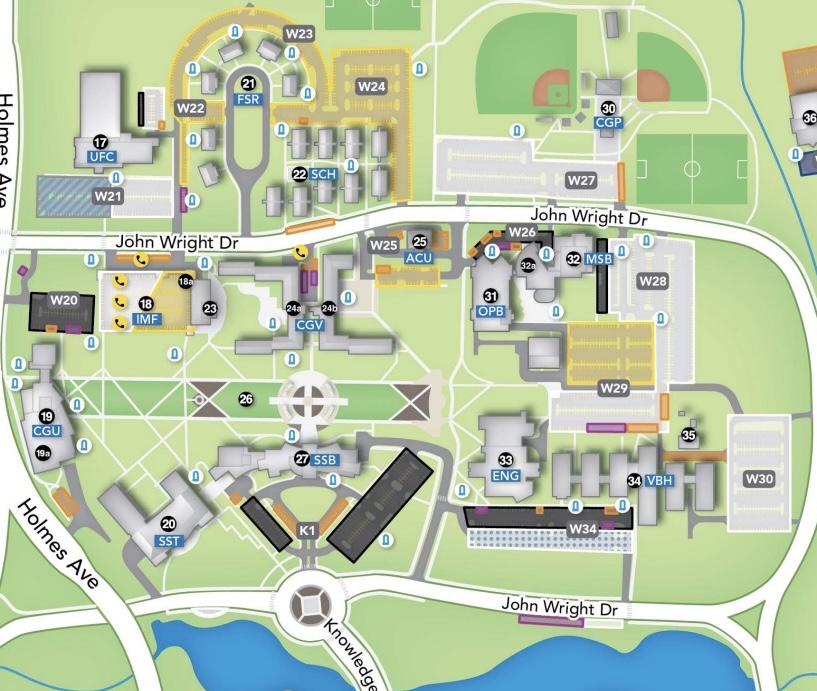 W23
21
FSR
W24
W22
30
CGP
36
17
UFC
22 SCH
W27
W21
Holmes Ave
John Wright Dr
John Wright Dr
W26
W25
25
ACU
32
MSB
32a
W28
18a
W20
18
IMF
23
24a
24b
CGV
31
OPB
W29
26
19
CGU
19a
35
27 SSB
33
ENG
34 VBH
W30
20
SST
K1
W34
Holmes Ave
John Wright Dr
Knowledge